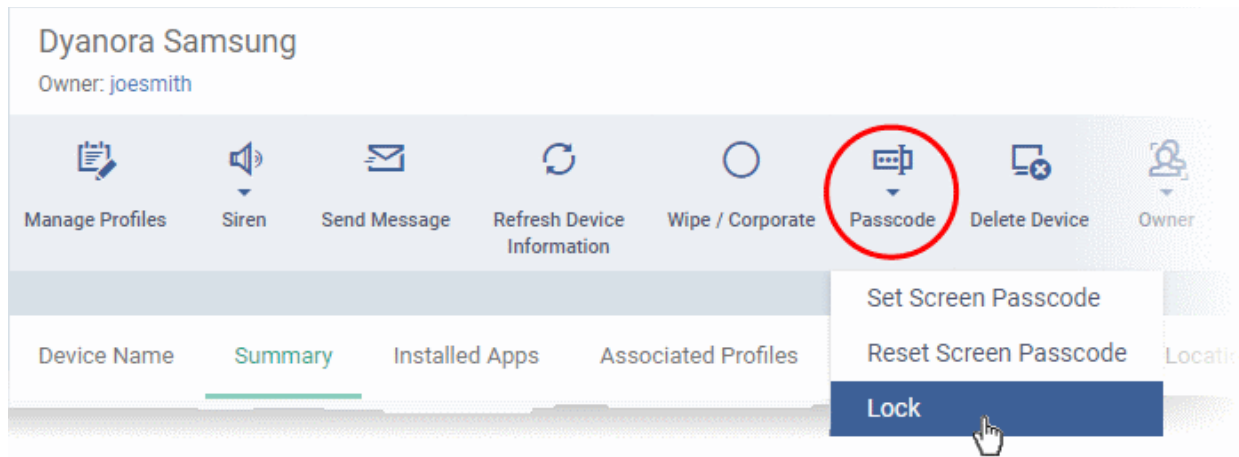 Dyanora Samsung
Owner: joesmith
Manage Profiles
Siren
Send Message
Refresh Device
Information
Wipe / Corporate
Passcode
Delete Device
Owner
Set Screen Passcode
Reset Screen Passcode
Lock
Device Name
Summary
Installed Apps
Associated Profiles